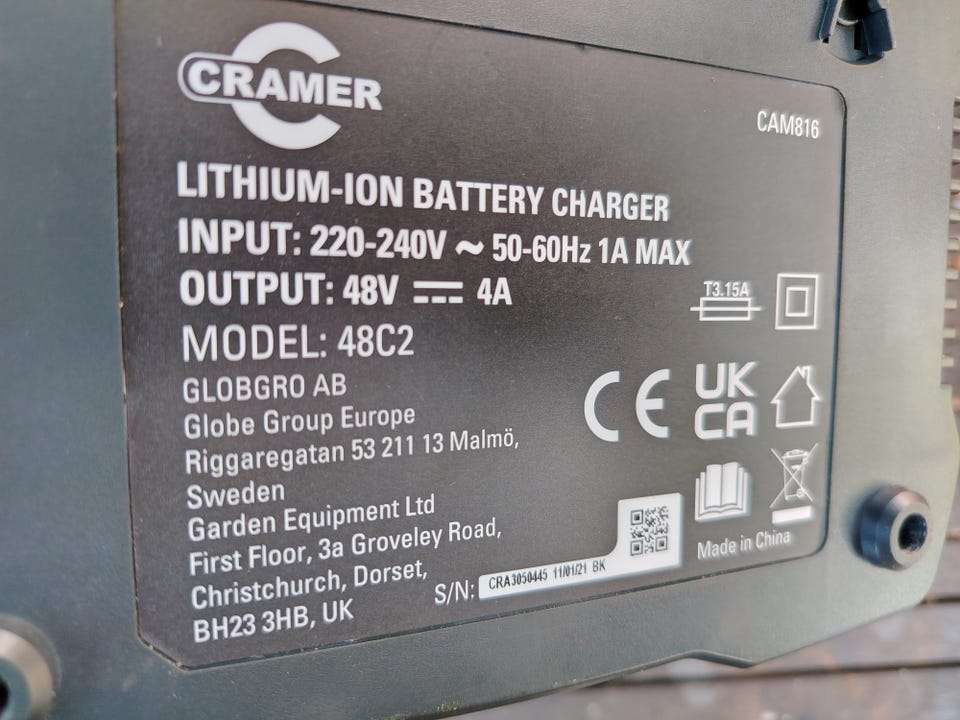 CRAMER
CAM816
LITHIUM-ION BATTERY CHARGER
INPUT: 220-240V ~ 50-60Hz 1A MAX
OUTPUT: 48V ⎓ 4A
T3.15A
MODEL: 48C2
GLOBGRO AB
Globe Group Europe
Riggaregatan 53 211 13 Malmö,
Sweden
Garden Equipment Ltd
First Floor, 3a Groveley Road,
Christchurch, Dorset,
BH23 3HB, UK
CE
UK
CA
S/N: CRA3050445 11/01/21 BK
Made in China